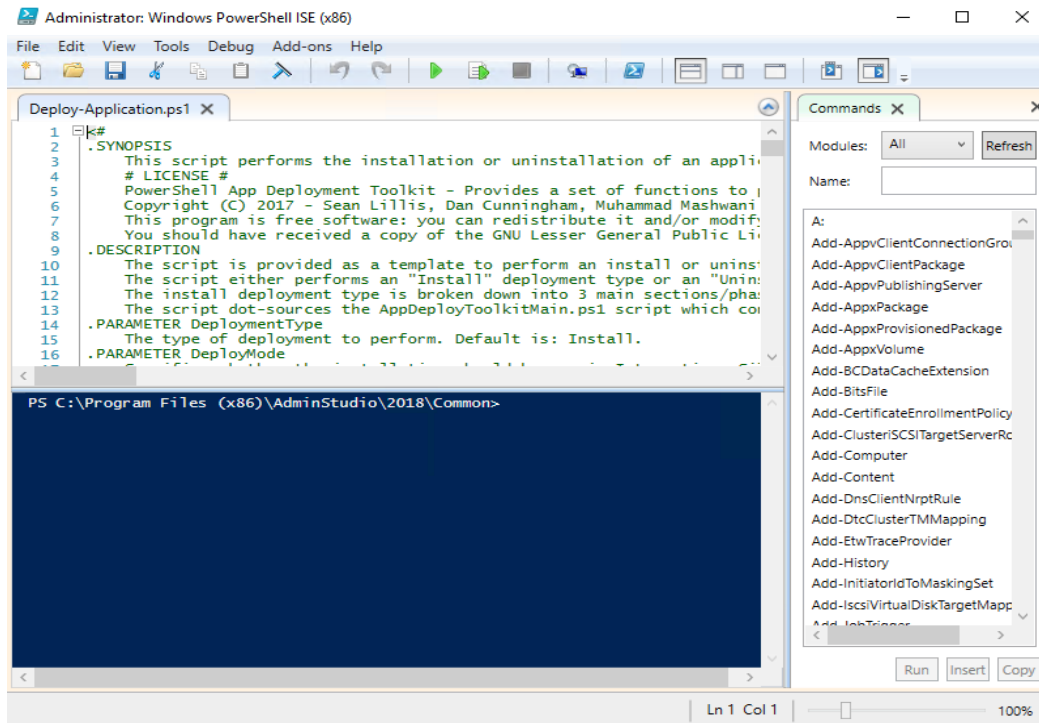 Administrator: Windows PowerShell ISE (x86)
File Edit View Tools Debug Add-ons Help
Deploy-Application.ps1
1 <#
2 .SYNOPSIS
3 This script performs the installation or uninstallation of an appli
4 # LICENSE #
5 PowerShell App Deployment Toolkit - Provides a set of functions to
6 Copyright (C) 2017 - Sean Lillis, Dan Cunningham, Muhammad Mashwani
7 This program is free software: you can redistribute it and/or modify
8 You should have received a copy of the GNU Lesser General Public Li
9 .DESCRIPTION
10 The script is provided as a template to perform an install or unins
11 The script either performs an "Install" deployment type or an "Unin
12 The install deployment type is broken down into 3 main sections/pha
13 The script dot-sources the AppDeployToolkitMain.ps1 script which co
14 .PARAMETER DeploymentType
15 The type of deployment to perform. Default is: Install.
16 .PARAMETER DeployMode
PS C:\Program Files (x86)\AdminStudio\2018\Common>
Commands
Modules: All Refresh
Name:
A:
Add-AppvClientConnectionGrou
Add-AppvClientPackage
Add-AppvPublishingServer
Add-AppxPackage
Add-AppxProvisionedPackage
Add-AppxVolume
Add-BCDataCacheExtension
Add-BitsFile
Add-CertificateEnrollmentPolicy
Add-ClusteriSCSITargetServerRo
Add-Computer
Add-Content
Add-DnsClientNrptRule
Add-DtcClusterTMMapping
Add-EtwTraceProvider
Add-History
Add-InitiatorIdToMaskingSet
Add-IscsiVirtualDiskTargetMapp
Add-JobTrigger
Run Insert Copy
Ln 1 Col 1
100%